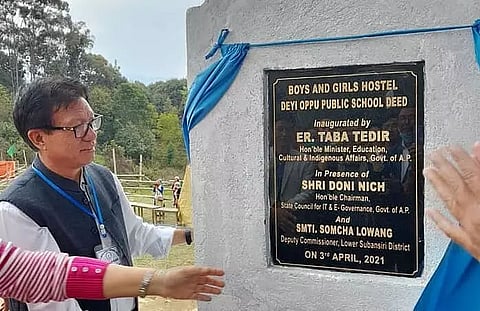 BOYS AND GIRLS HOSTEL
DEYI OPPU PUBLIC SCHOOL DEED
Inaugurated by
ER. TABA TEDIR
Hon'ble Minister, Education,
Cultural & Indigenous Affairs, Govt. of A.P.
In Presence of
SHRI DONI NICH
Hon'ble Chairman,
State Council for IT & E- Governance, Govt. of A.P.
And
SMTI. SOMCHA LOWANG
Deputy Commissioner, Lower Subansiri District
ON 3rd APRIL, 2021